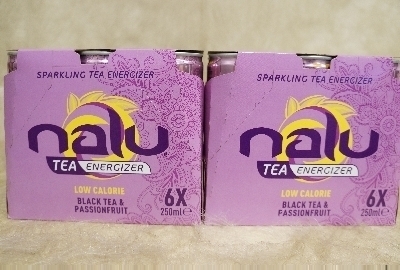 SPARKLING TEA ENERGIZER
nalu
TEA ENERGIZER
LOW CALORIE
BLACK TEA &
PASSIONFRUIT
6X
250ml℮
SPARKLING TEA ENERGIZER
nalu
TEA ENERGIZER
LOW CALORIE
BLACK TEA &
PASSIONFRUIT
6X
250ml℮